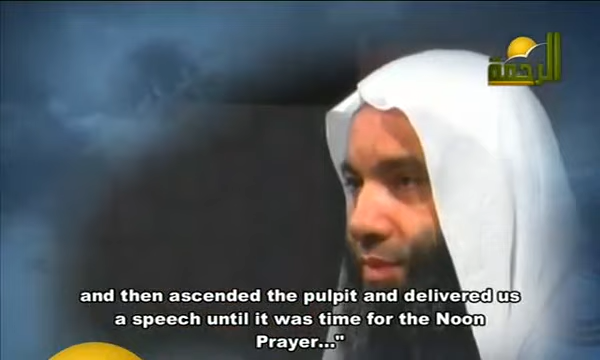 الرحمة
and then ascended the pulpit and delivered us
a speech until it was time for the Noon
Prayer..."